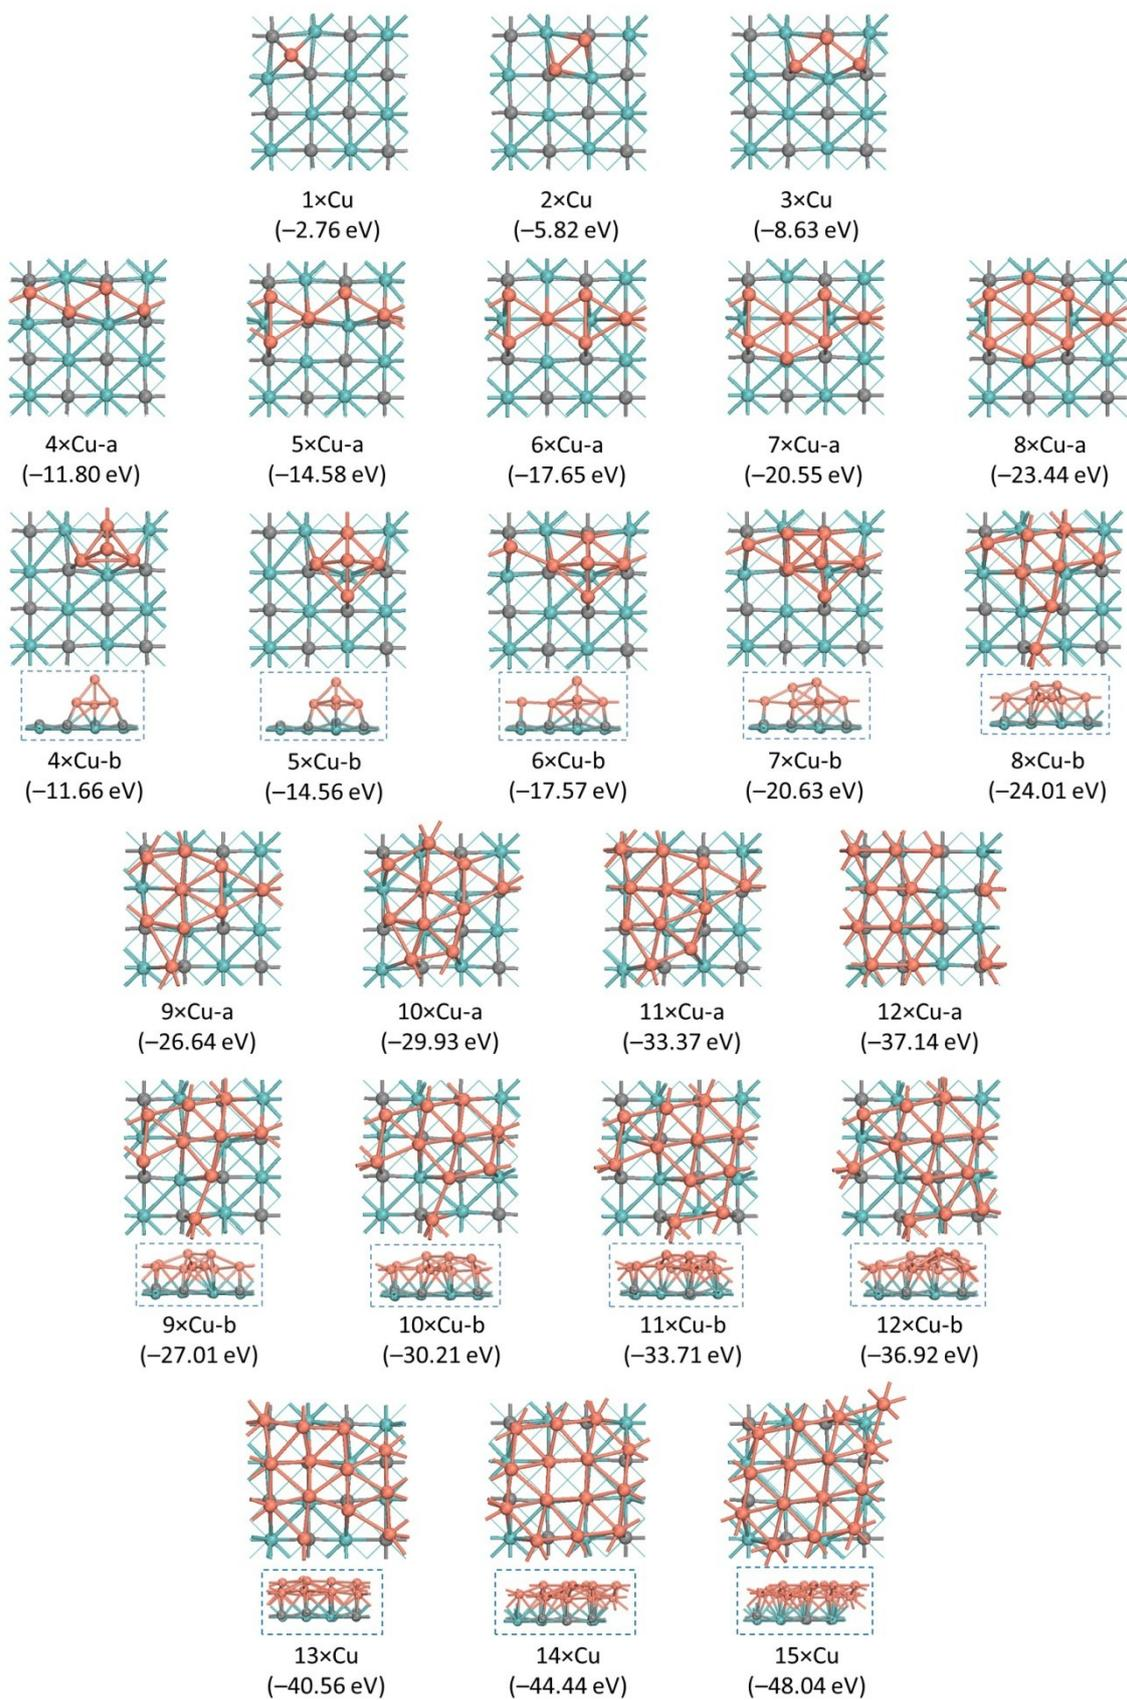 1×Cu 2×Cu 3×Cu
(–2.76 eV) (–5.82 eV) (–8.63 eV)
4×Cu-a 5×Cu-a 6×Cu-a 7×Cu-a 8×Cu-a
(–11.80 eV) (–14.58 eV) (–17.65 eV) (–20.55 eV) (–23.44 eV)
4×Cu-b 5×Cu-b 6×Cu-b 7×Cu-b 8×Cu-b
(–11.66 eV) (–14.56 eV) (–17.57 eV) (–20.63 eV) (–24.01 eV)
9×Cu-a 10×Cu-a 11×Cu-a 12×Cu-a
(–26.64 eV) (–29.93 eV) (–33.37 eV) (–37.14 eV)
9×Cu-b 10×Cu-b 11×Cu-b 12×Cu-b
(–27.01 eV) (–30.21 eV) (–33.71 eV) (–36.92 eV)
13×Cu 14×Cu 15×Cu
(–40.56 eV) (–44.44 eV) (–48.04 eV)